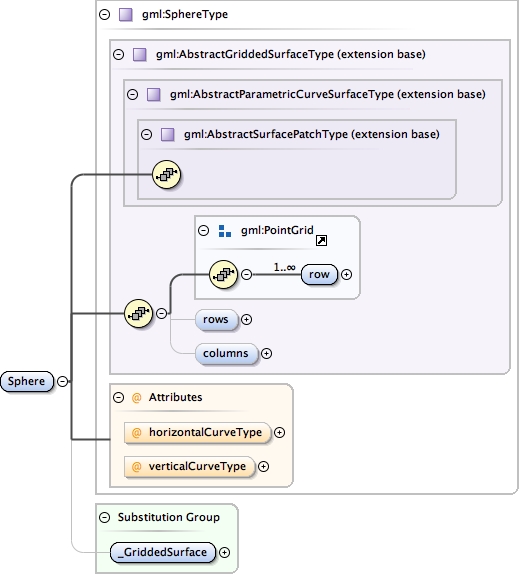 gml:SphereType
gml:AbstractGriddedSurfaceType (extension base)
gml:AbstractParametricCurveSurfaceType (extension base)
gml:AbstractSurfacePatchType (extension base)
gml:PointGrid
1..∞
row
rows
columns
Sphere
@ Attributes
@ horizontalCurveType
@ verticalCurveType
Substitution Group
_GriddedSurface